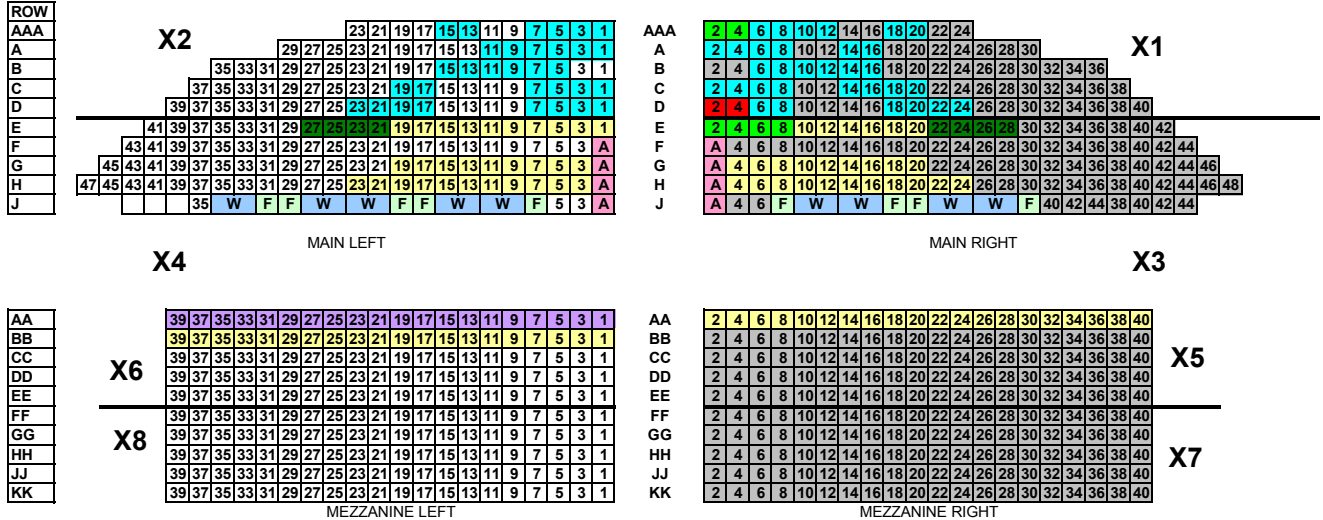 ROW
AAA 23 21 19 17 15 13 11 9 7 5 3 1 AAA 2 4 6 8 10 12 14 16 18 20 22 24
X2 X1
A 29 27 25 23 21 19 17 15 13 11 9 7 5 3 1 A 2 4 6 8 10 12 14 16 18 20 22 24 26 28 30
B 35 33 31 29 27 25 23 21 19 17 15 13 11 9 7 5 3 1 B 2 4 6 8 10 12 14 16 18 20 22 24 26 28 30 32 34 36
C 37 35 33 31 29 27 25 23 21 19 17 15 13 11 9 7 5 3 1 C 2 4 6 8 10 12 14 16 18 20 22 24 26 28 30 32 34 36 38
D 39 37 35 33 31 29 27 25 23 21 19 17 15 13 11 9 7 5 3 1 D 2 4 6 8 10 12 14 16 18 20 22 24 26 28 30 32 34 36 38 40
E 41 39 37 35 33 31 29 27 25 23 21 19 17 15 13 11 9 7 5 3 1 E 2 4 6 8 10 12 14 16 18 20 22 24 26 28 30 32 34 36 38 40 42
F 43 41 39 37 35 33 31 29 27 25 23 21 19 17 15 13 11 9 7 5 3 A F A 4 6 8 10 12 14 16 18 20 22 24 26 28 30 32 34 36 38 40 42 44
G 45 43 41 39 37 35 33 31 29 27 25 23 21 19 17 15 13 11 9 7 5 3 A G A 4 6 8 10 12 14 16 18 20 22 24 26 28 30 32 34 36 38 40 42 44 46
H 47 45 43 41 39 37 35 33 31 29 27 25 23 21 19 17 15 13 11 9 7 5 3 A H A 4 6 8 10 12 14 16 18 20 22 24 26 28 30 32 34 36 38 40 42 44 46 48
J 35 W F F W W F F W W F 5 3 A J A 4 6 F W W F F W W F 40 42 44 38 40 42 44
MAIN LEFT MAIN RIGHT
X4 X3
AA 39 37 35 33 31 29 27 25 23 21 19 17 15 13 11 9 7 5 3 1 AA 2 4 6 8 10 12 14 16 18 20 22 24 26 28 30 32 34 36 38 40
BB 39 37 35 33 31 29 27 25 23 21 19 17 15 13 11 9 7 5 3 1 BB 2 4 6 8 10 12 14 16 18 20 22 24 26 28 30 32 34 36 38 40
CC 39 37 35 33 31 29 27 25 23 21 19 17 15 13 11 9 7 5 3 1 CC 2 4 6 8 10 12 14 16 18 20 22 24 26 28 30 32 34 36 38 40
X6 X5
DD 39 37 35 33 31 29 27 25 23 21 19 17 15 13 11 9 7 5 3 1 DD 2 4 6 8 10 12 14 16 18 20 22 24 26 28 30 32 34 36 38 40
EE 39 37 35 33 31 29 27 25 23 21 19 17 15 13 11 9 7 5 3 1 EE 2 4 6 8 10 12 14 16 18 20 22 24 26 28 30 32 34 36 38 40
FF 39 37 35 33 31 29 27 25 23 21 19 17 15 13 11 9 7 5 3 1 FF 2 4 6 8 10 12 14 16 18 20 22 24 26 28 30 32 34 36 38 40
GG 39 37 35 33 31 29 27 25 23 21 19 17 15 13 11 9 7 5 3 1 GG 2 4 6 8 10 12 14 16 18 20 22 24 26 28 30 32 34 36 38 40
X8 X7
HH 39 37 35 33 31 29 27 25 23 21 19 17 15 13 11 9 7 5 3 1 HH 2 4 6 8 10 12 14 16 18 20 22 24 26 28 30 32 34 36 38 40
JJ 39 37 35 33 31 29 27 25 23 21 19 17 15 13 11 9 7 5 3 1 JJ 2 4 6 8 10 12 14 16 18 20 22 24 26 28 30 32 34 36 38 40
KK 39 37 35 33 31 29 27 25 23 21 19 17 15 13 11 9 7 5 3 1 KK 2 4 6 8 10 12 14 16 18 20 22 24 26 28 30 32 34 36 38 40
MEZZANINE LEFT MEZZANINE RIGHT